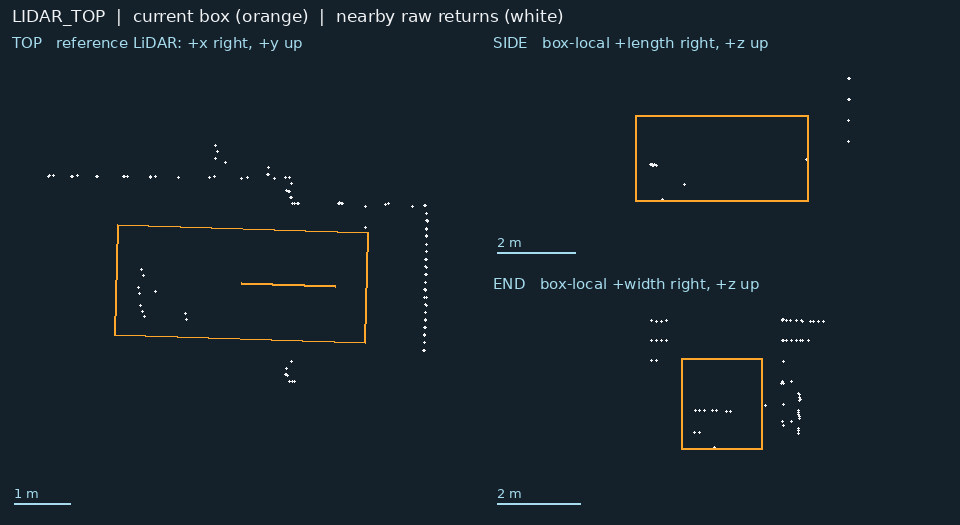 LIDAR_TOP | current box (orange) | nearby raw returns (white)
TOP reference LiDAR: +x right, +y up
SIDE box-local +length right, +z up
2 m
END box-local +width right, +z up
1 m
2 m